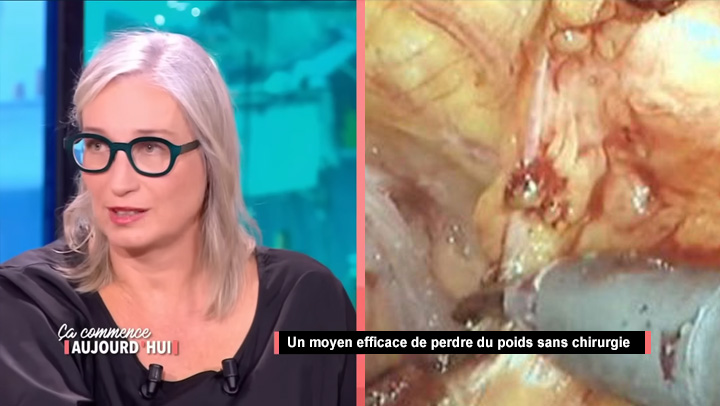 Ça commence
AUJOURD'HUI
Un moyen efficace de perdre du poids sans chirurgie